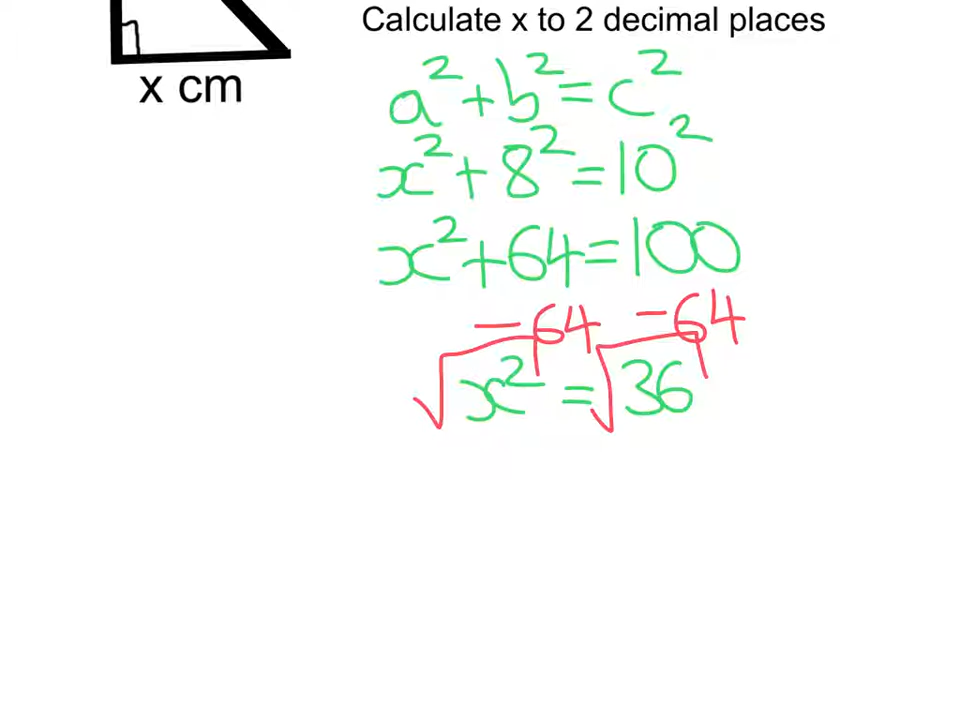 Calculate x to 2 decimal places
x cm
a² + b² = c²
x² + 8² = 10²
x² + 64 = 100
-64 -64
√x² = √36